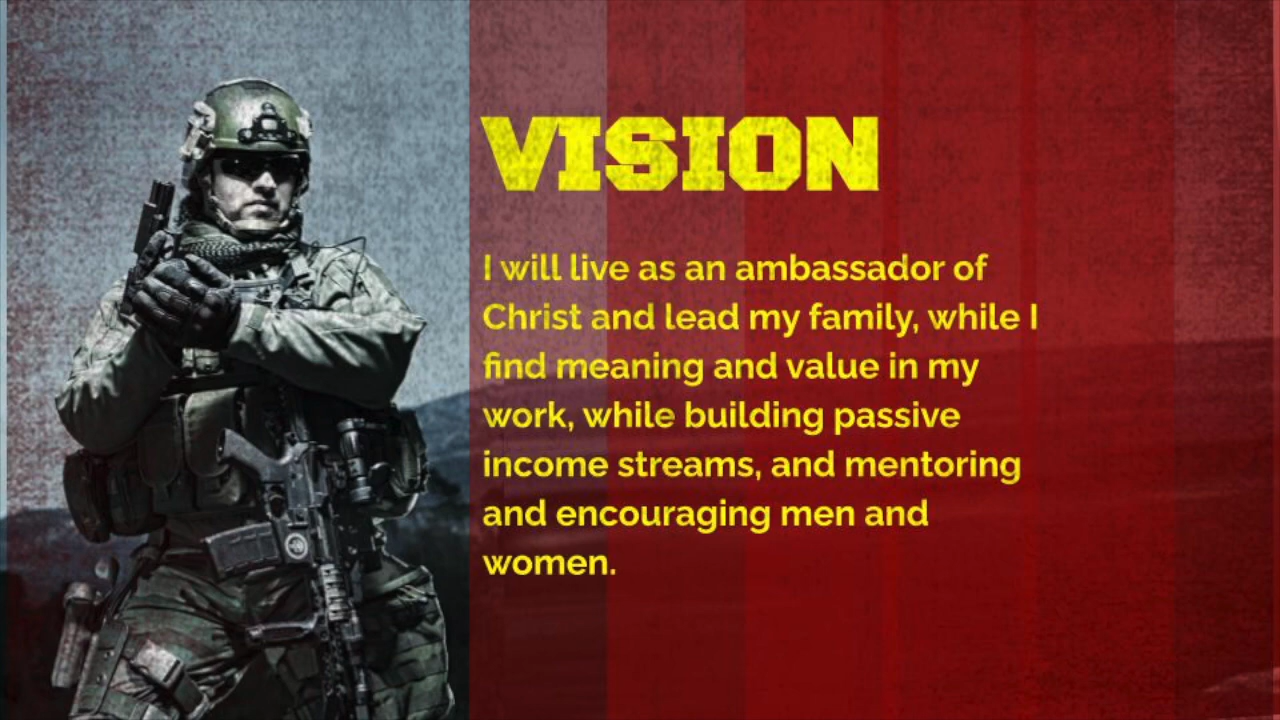 VISION
I will live as an ambassador of
Christ and lead my family, while I
find meaning and value in my
work, while building passive
income streams, and mentoring
and encouraging men and
women.